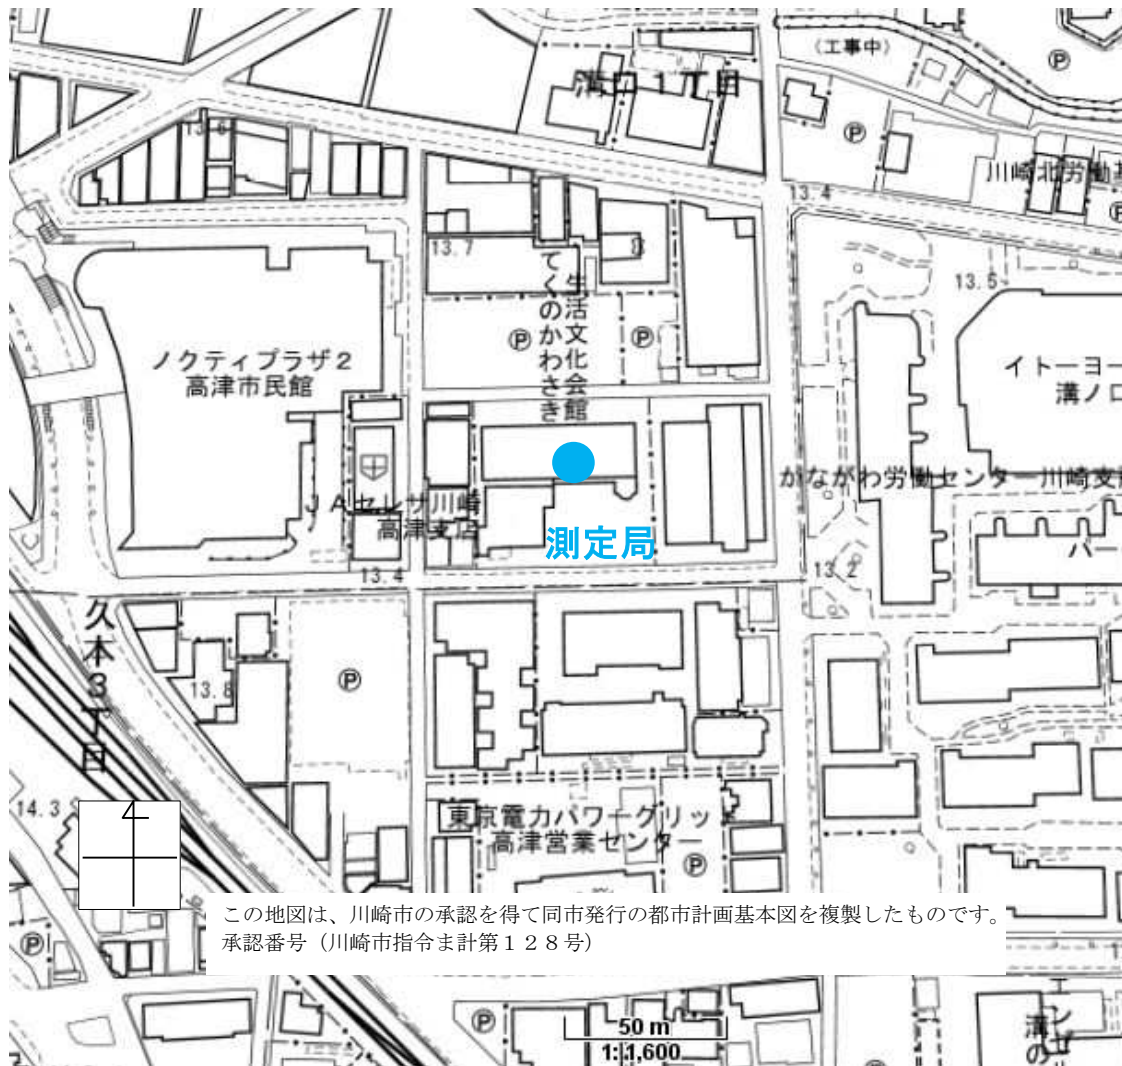 (工事中)
Ⓟ
溝口1丁目
13.6
Ⓟ
川崎北労働基
13.4
Ⓟ
13.7
13.5
生活文化会館
てくのかわさき
Ⓟ
Ⓟ
ノクティプラザ2
高津市民館
イトーヨー
溝ノ口
かながわ労働センター川崎支
JAセレサ川崎
高津支店
測定局
パー
13.4
13.2
久本3丁目
Ⓟ
13.8
14.3
東京電力パワーグリッド
高津営業センター
Ⓟ
この地図は、川崎市の承認を得て同市発行の都市計画基本図を複製したものです。
承認番号(川崎市指令ま計第128号)
Ⓟ
Ⓟ
50 m
1:1,600
溝の